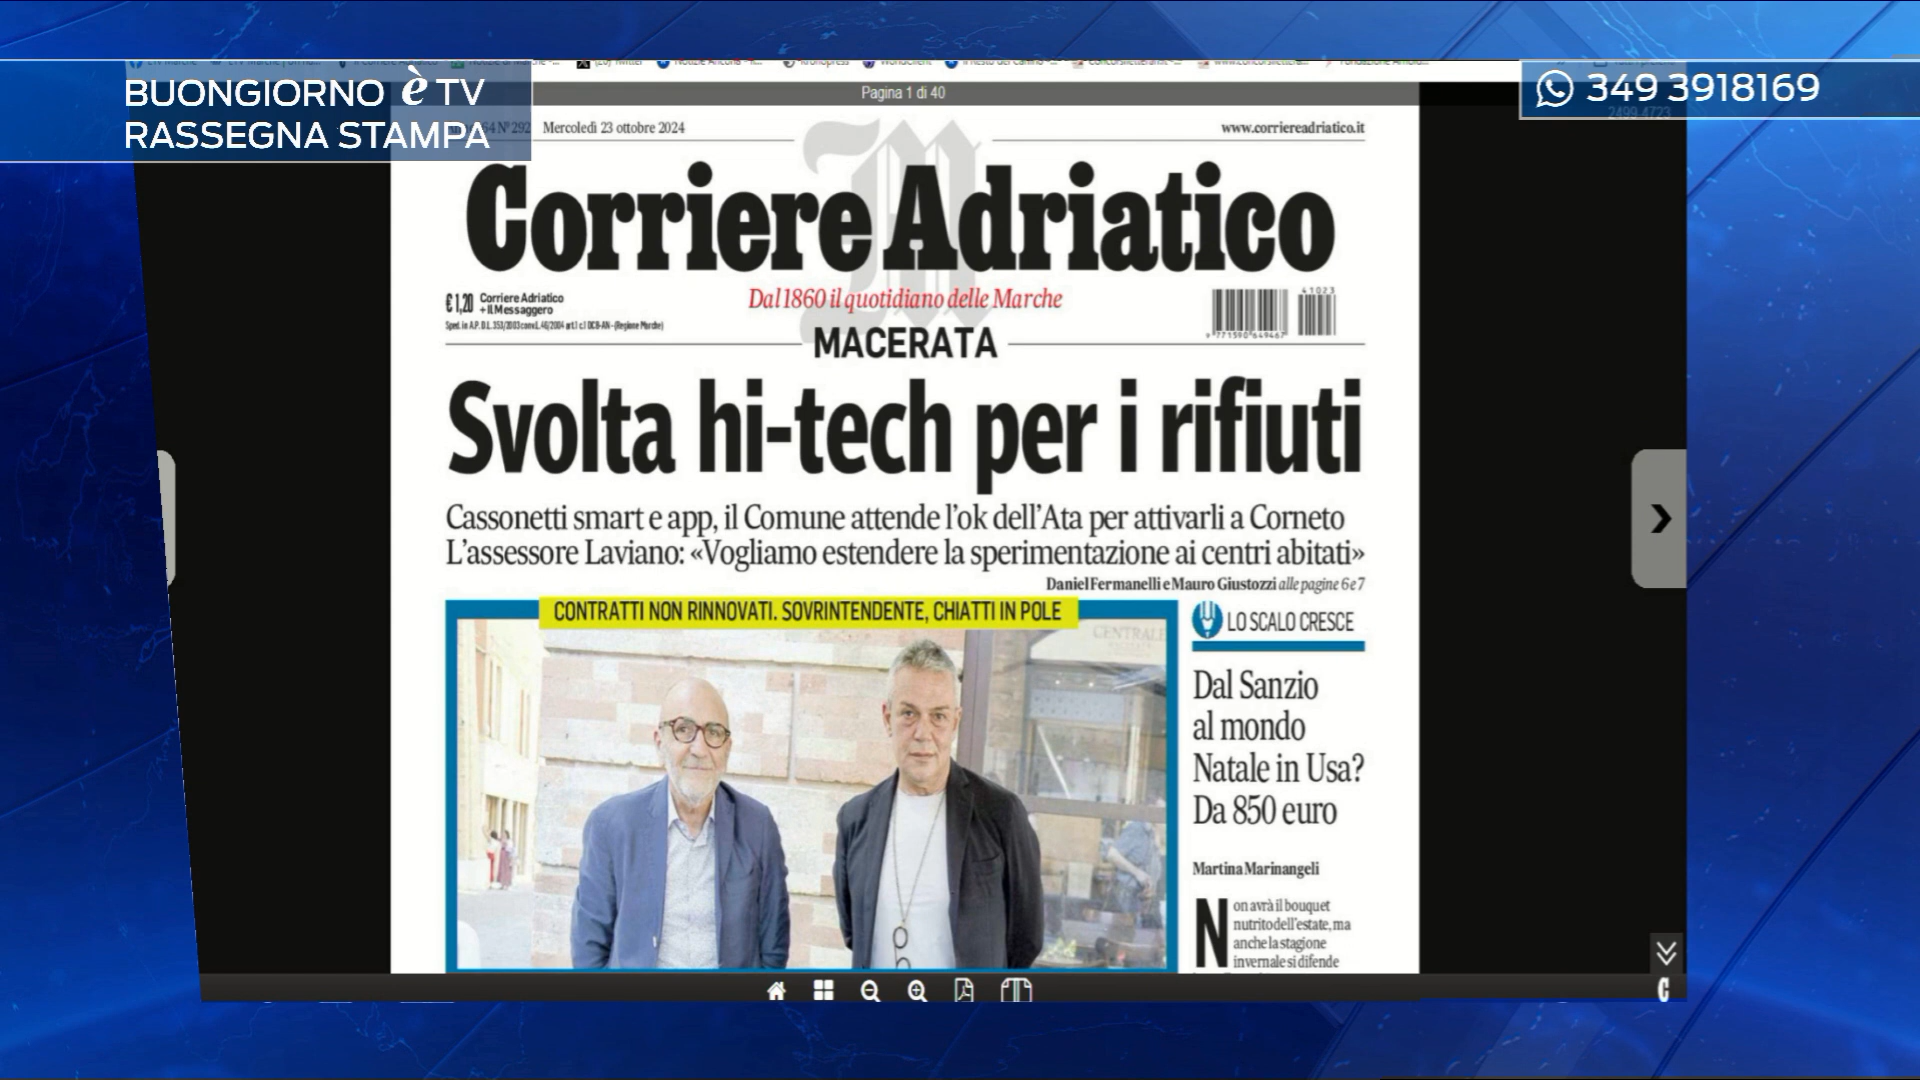 BUONGIORNO è TV
RASSEGNA STAMPA
349 3918169
Pagina 1 di 40
Mercoledì 23 ottobre 2024
www.corriereadriatico.it
Corriere Adriatico
€ 1,20 Corriere Adriatico
+ Il Messaggero
Dal 1860 il quotidiano delle Marche
41023
MACERATA
Svolta hi-tech per i rifiuti
Cassonetti smart e app, il Comune attende l'ok dell'Ata per attivarli a Corneto
L'assessore Laviano: «Vogliamo estendere la sperimentazione ai centri abitati»
Daniel Fermanelli e Mauro Giustozzi alle pagine 6 e 7
CONTRATTI NON RINNOVATI. SOVRINTENDENTE, CHIATTI IN POLE
CENTRALE
LO SCALO CRESCE
Dal Sanzio
al mondo
Natale in Usa?
Da 850 euro
Martina Marinangeli
Non avrà il bouquet
nutrito dell'estate, ma
anche la stagione
invernale si difende